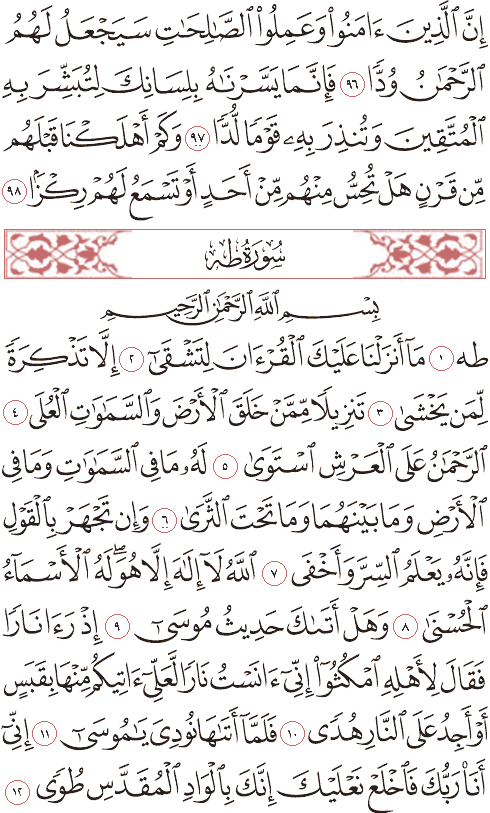 إِنَّ ٱلَّذِينَ ءَامَنُوا۟ وَعَمِلُوا۟ ٱلصَّـٰلِحَـٰتِ سَيَجْعَلُ لَهُمُ
ٱلرَّحْمَـٰنُ وُدًّا ٩٦ فَإِنَّمَا يَسَّرْنَـٰهُ بِلِسَانِكَ لِتُبَشِّرَ بِهِ
ٱلْمُتَّقِينَ وَتُنذِرَ بِهِۦ قَوْمًا لُّدًّا ٩٧ وَكَمْ أَهْلَكْنَا قَبْلَهُم
مِّن قَرْنٍ هَلْ تُحِسُّ مِنْهُم مِّنْ أَحَدٍ أَوْ تَسْمَعُ لَهُمْ رِكْزًۢا ٩٨
سُورَةُ طه
بِسْمِ ٱللَّهِ ٱلرَّحْمَـٰنِ ٱلرَّحِيمِ
طه ١ مَآ أَنزَلْنَا عَلَيْكَ ٱلْقُرْءَانَ لِتَشْقَىٰٓ ٢ إِلَّا تَذْكِرَةً
لِّمَن يَخْشَىٰ ٣ تَنزِيلًا مِّمَّنْ خَلَقَ ٱلْأَرْضَ وَٱلسَّمَـٰوَٰتِ ٱلْعُلَى ٤
ٱلرَّحْمَـٰنُ عَلَى ٱلْعَرْشِ ٱسْتَوَىٰ ٥ لَهُۥ مَا فِى ٱلسَّمَـٰوَٰتِ وَمَا فِى
ٱلْأَرْضِ وَمَا بَيْنَهُمَا وَمَا تَحْتَ ٱلثَّرَىٰ ٦ وَإِن تَجْهَرْ بِٱلْقَوْلِ
فَإِنَّهُۥ يَعْلَمُ ٱلسِّرَّ وَأَخْفَى ٧ ٱللَّهُ لَآ إِلَـٰهَ إِلَّا هُوَ ۖ لَهُ ٱلْأَسْمَآءُ
ٱلْحُسْنَىٰ ٨ وَهَلْ أَتَىٰكَ حَدِيثُ مُوسَىٰٓ ٩ إِذْ رَءَا نَارًا
فَقَالَ لِأَهْلِهِ ٱمْكُثُوٓا۟ إِنِّىٓ ءَانَسْتُ نَارًا لَّعَلِّىٓ ءَاتِيكُم مِّنْهَا بِقَبَسٍ
أَوْ أَجِدُ عَلَى ٱلنَّارِ هُدًى ١٠ فَلَمَّآ أَتَىٰهَا نُودِىَ يَـٰمُوسَىٰٓ ١١ إِنِّىٓ
أَنَا۠ رَبُّكَ فَٱخْلَعْ نَعْلَيْكَ إِنَّكَ بِٱلْوَادِ ٱلْمُقَدَّسِ طُوًى ١٢